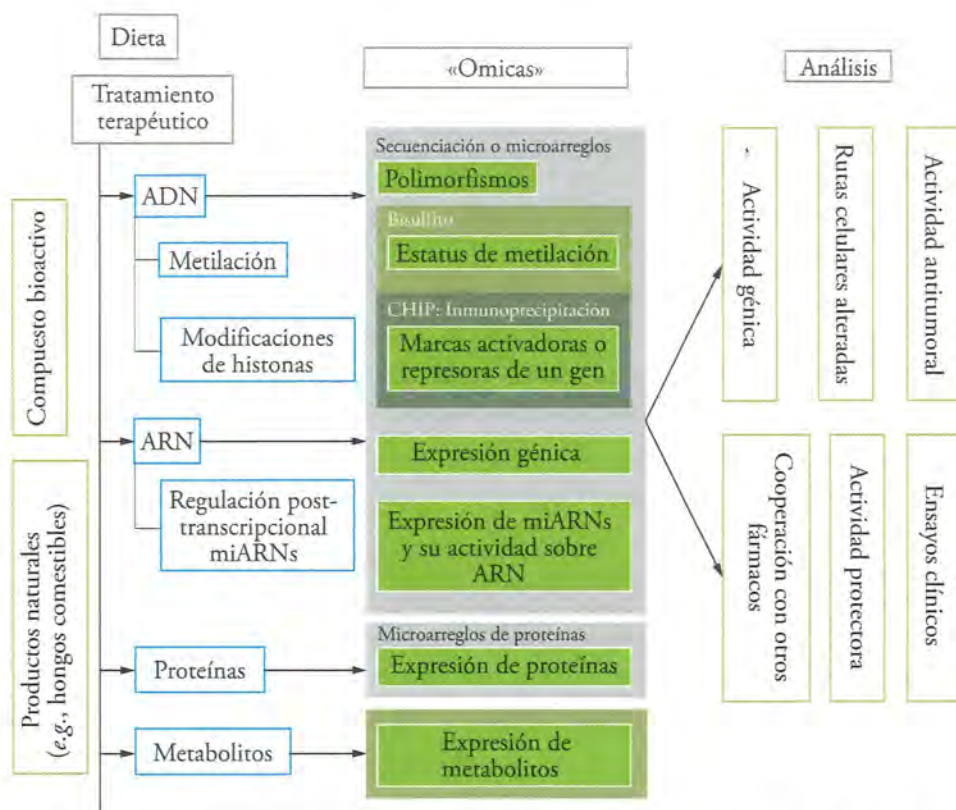 Dieta
«Omicas»
Análisis
Tratamiento
terapéutico
Compuesto bioactivo
Productos naturales
(e.g., hongos comestibles)
ADN
Metilación
Modificaciones
de histonas
ARN
Regulación post-
transcripcional
miARNs
Proteínas
Metabolitos
Secuenciación o microarreglos
Polimorfismos
Bisulfito
Estatus de metilación
CHIP: Inmunoprecipitación
Marcas activadoras o
represoras de un gen
Expresión génica
Expresión de miARNs
y su actividad sobre
ARN
Microarreglos de proteínas
Expresión de proteínas
Expresión de
metabolitos
Actividad génica
Rutas celulares alteradas
Actividad antitumoral
Cooperación con otros
fármacos
Actividad protectora
Ensayos clínicos